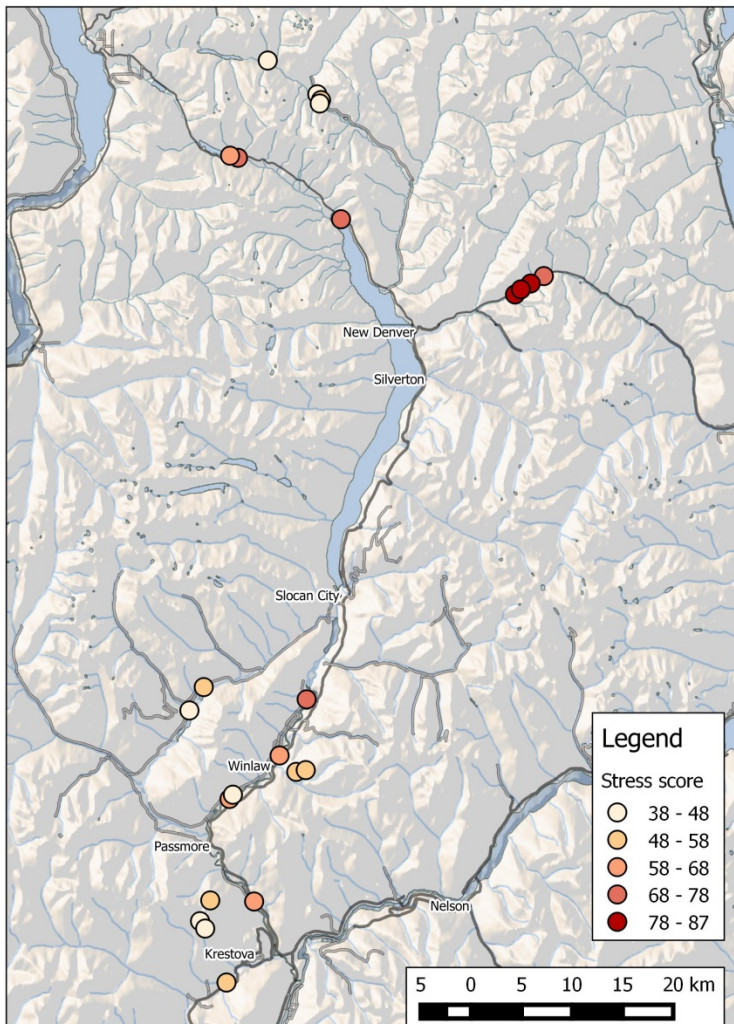 New Denver
Silverton
Slocan City
Winlaw
Passmore
Nelson
Krestova
Legend
Stress score
38 - 48
48 - 58
58 - 68
68 - 78
78 - 87
5 0 5 10 15 20 km